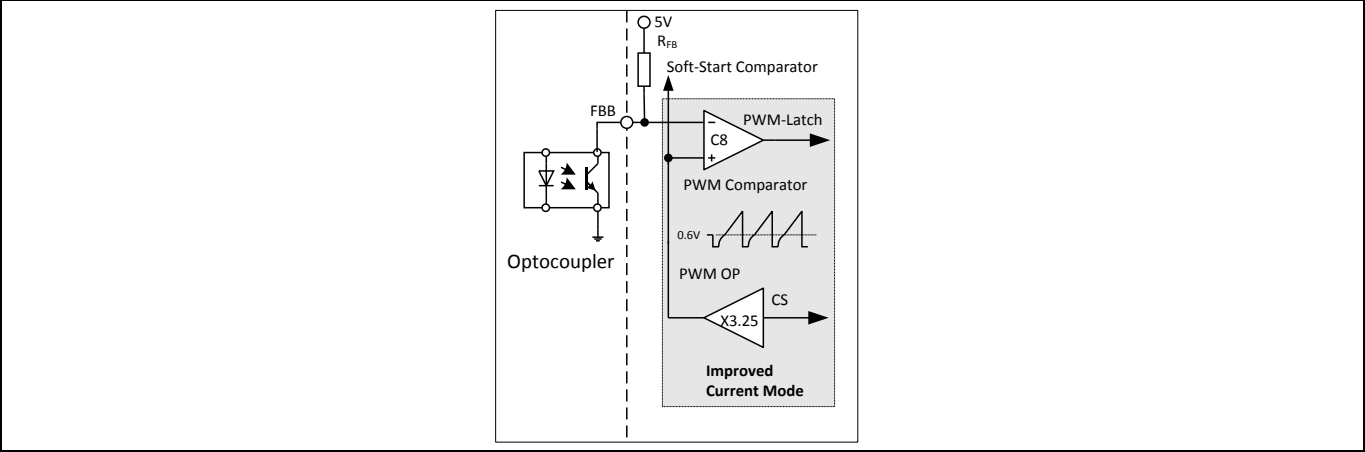 5V
RFB
Soft-Start Comparator
FBB
PWM-Latch
C8
PWM Comparator
0.6V
Optocoupler
PWM OP
CS
X3.25
Improved
Current Mode